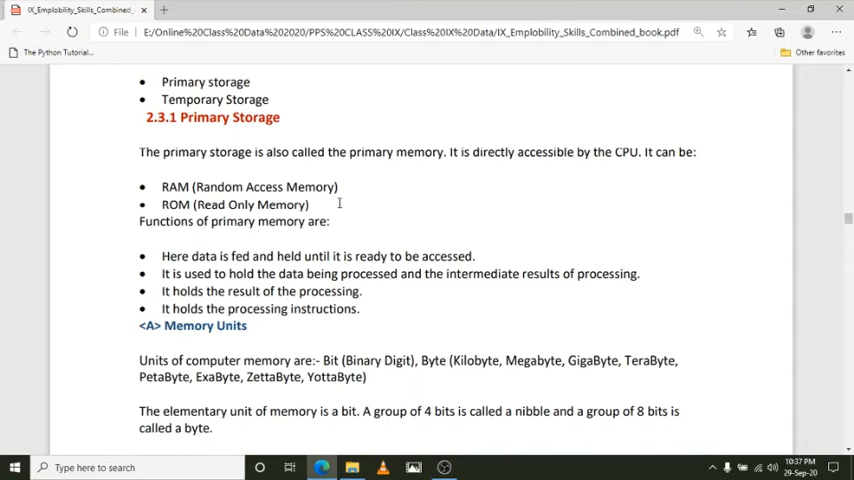 IX_Emplobility_Skills_Combined_
File
E:/Online%20Class%20Data%202020/PPS%20CLASS%20IX/Class%20IX%20Data/IX_Emplobility_Skills_Combined_book.pdf
The Python Tutorial...
Other favorites
• Primary storage
• Temporary Storage
2.3.1 Primary Storage
The primary storage is also called the primary memory. It is directly accessible by the CPU. It can be:
• RAM (Random Access Memory)
• ROM (Read Only Memory)
Functions of primary memory are:
• Here data is fed and held until it is ready to be accessed.
• It is used to hold the data being processed and the intermediate results of processing.
• It holds the result of the processing.
• It holds the processing instructions.
<A> Memory Units
Units of computer memory are:- Bit (Binary Digit), Byte (Kilobyte, Megabyte, GigaByte, TeraByte,
PetaByte, ExaByte, ZettaByte, YottaByte)
The elementary unit of memory is a bit. A group of 4 bits is called a nibble and a group of 8 bits is
called a byte.
Type here to search
10:37 PM
29-Sep-20